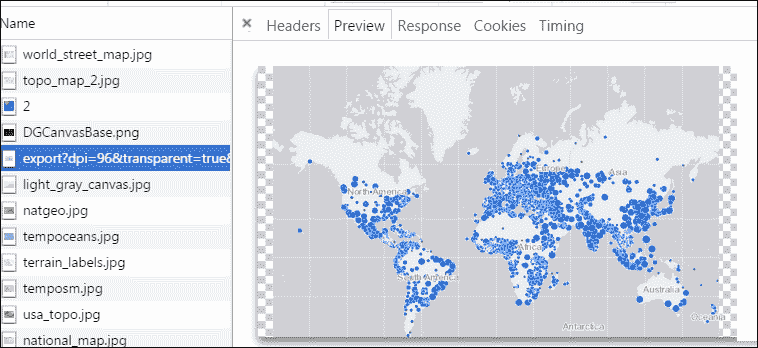 Name
× Headers Preview Response Cookies Timing
world_street_map.jpg
topo_map_2.jpg
2
DGCanvasBase.png
export?dpi=96&transparent=true&
light_gray_canvas.jpg
natgeo.jpg
tempoceans.jpg
terrain_labels.jpg
temposm.jpg
usa_topo.jpg
national_map.jpg
Europe
Asia
North America
Africa
South America
Australia
Oceania
Antarctica